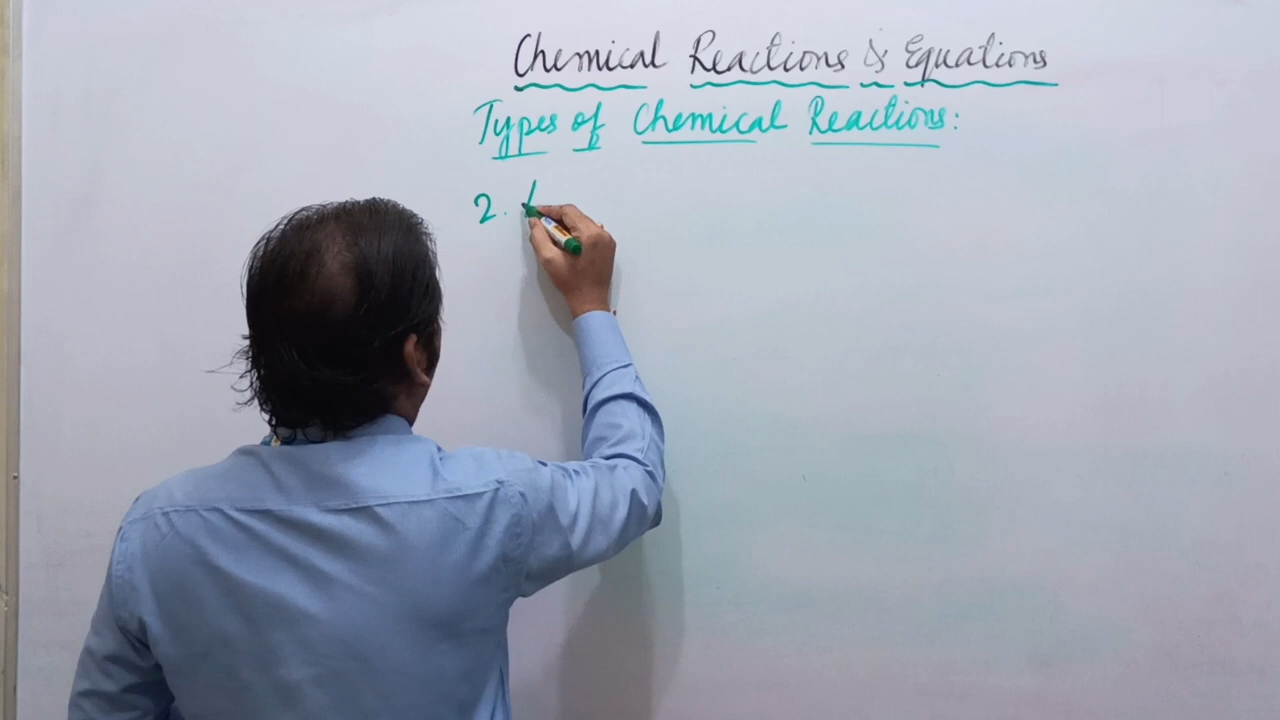 Chemical Reactions & Equations
Types of Chemical Reactions:
2.